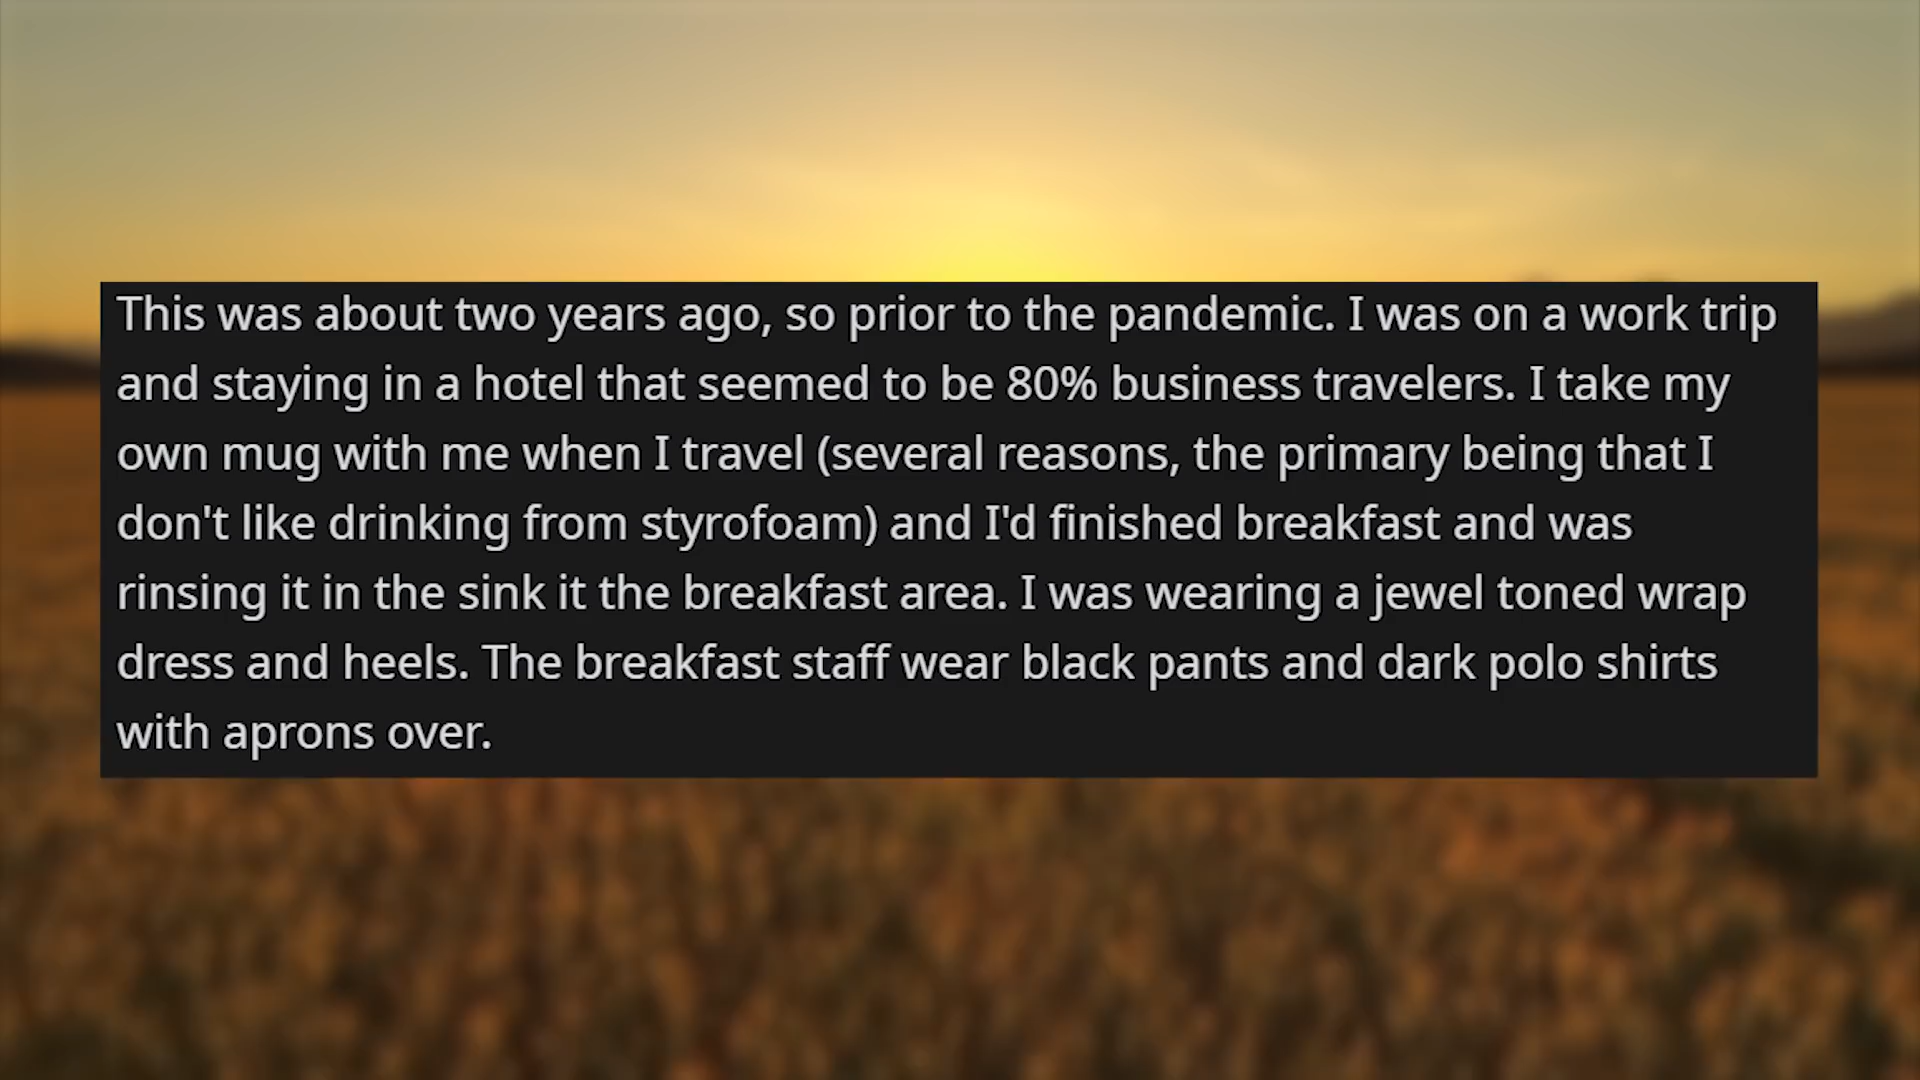 This was about two years ago, so prior to the pandemic. I was on a work trip
and staying in a hotel that seemed to be 80% business travelers. I take my
own mug with me when I travel (several reasons, the primary being that I
don't like drinking from styrofoam) and I'd finished breakfast and was
rinsing it in the sink it the breakfast area. I was wearing a jewel toned wrap
dress and heels. The breakfast staff wear black pants and dark polo shirts
with aprons over.